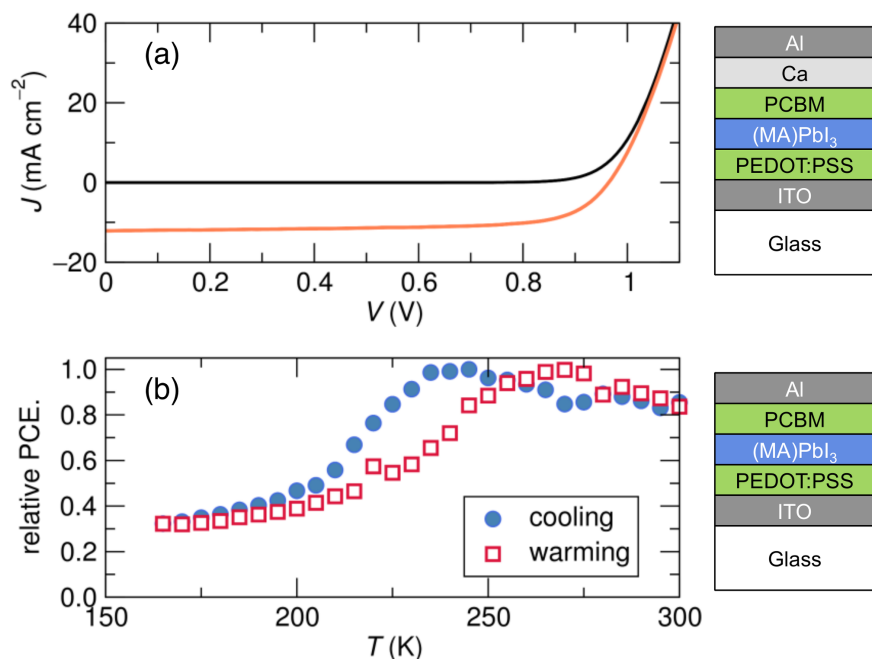 (a)
40
20
0
−20
J (mA cm⁻²)
0 0.2 0.4 0.6 0.8 1
V (V)
Al
Ca
PCBM
(MA)PbI₃
PEDOT:PSS
ITO
Glass
(b)
1.0
0.8
0.6
0.4
0.2
0.0
relative PCE.
cooling
warming
150 200 250 300
T (K)
Al
PCBM
(MA)PbI₃
PEDOT:PSS
ITO
Glass